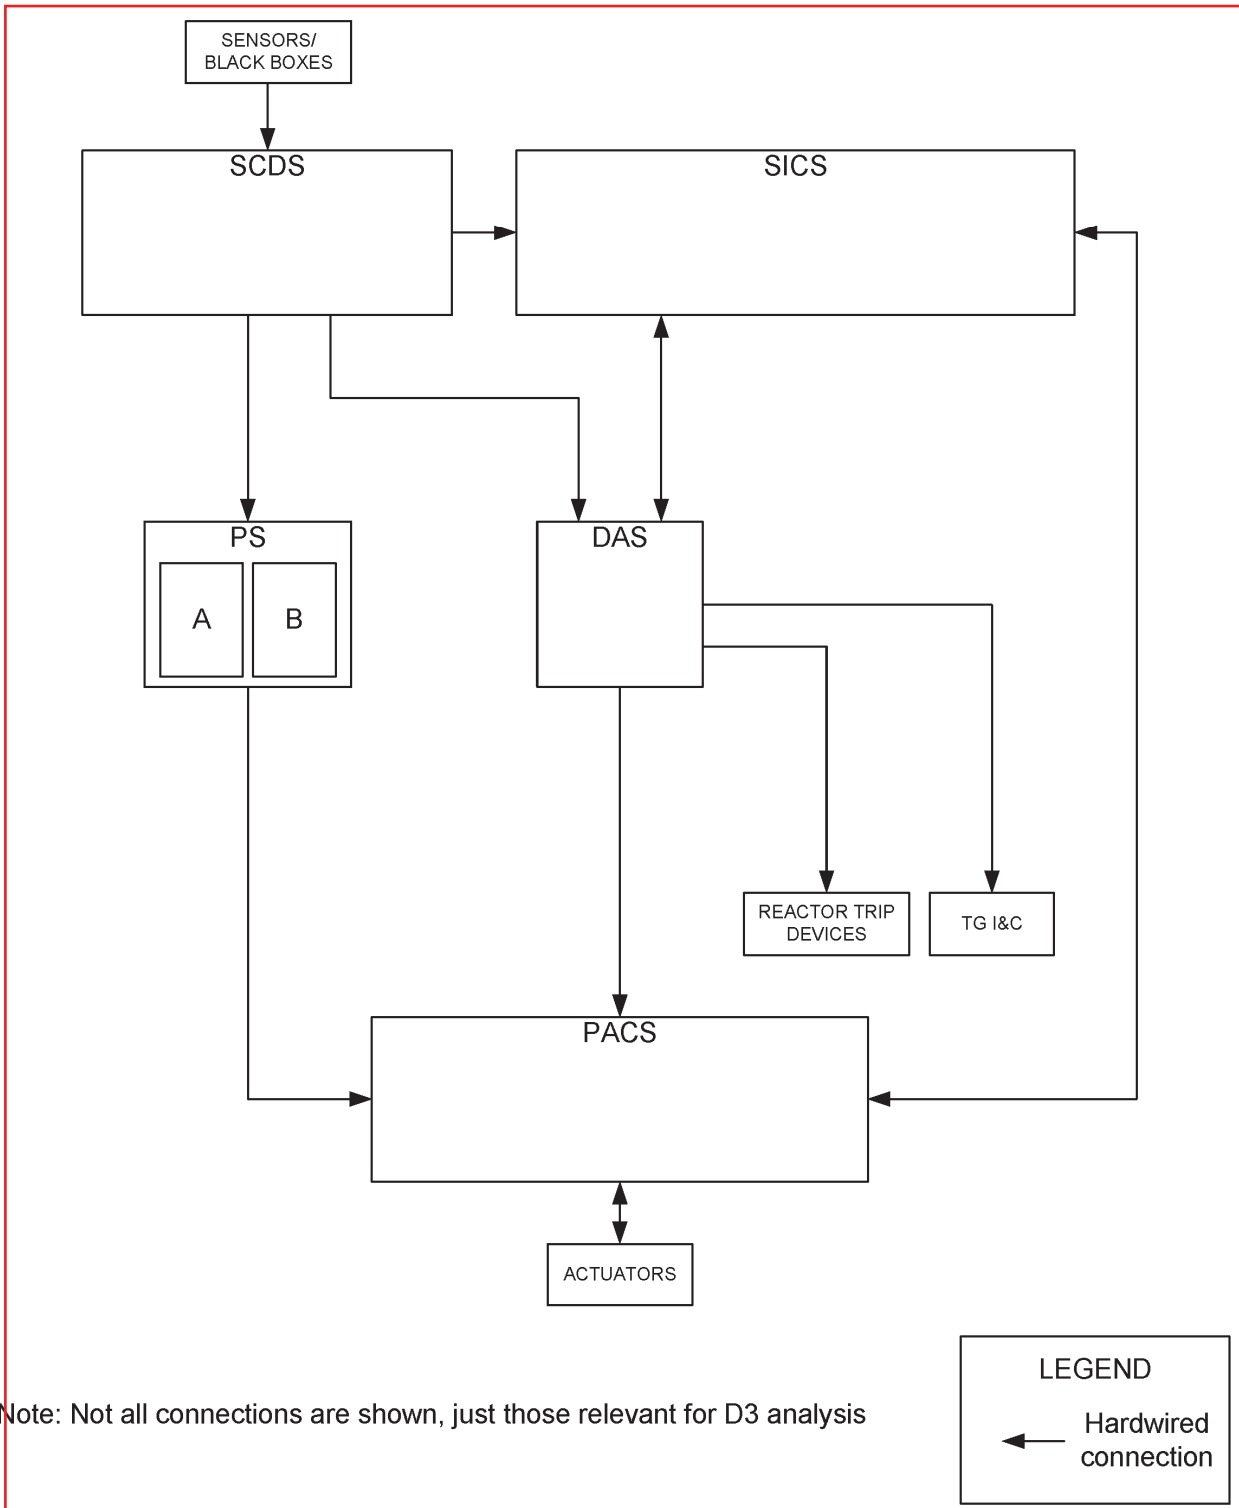 SENSORS/
BLACK BOXES
SCDS
SICS
PS
A
B
DAS
REACTOR TRIP
DEVICES
TG I&C
PACS
ACTUATORS
LEGEND
Hardwired
connection
Note: Not all connections are shown, just those relevant for D3 analysis